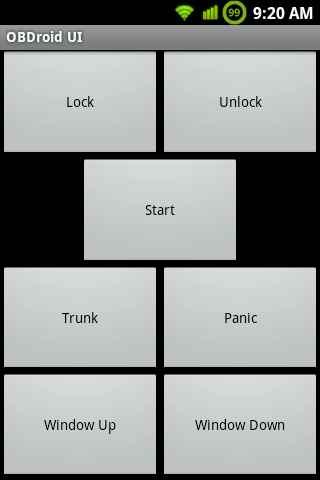 99 9:20 AM
OBDroid UI
Lock Unlock
Start
Trunk Panic
Window Up Window Down